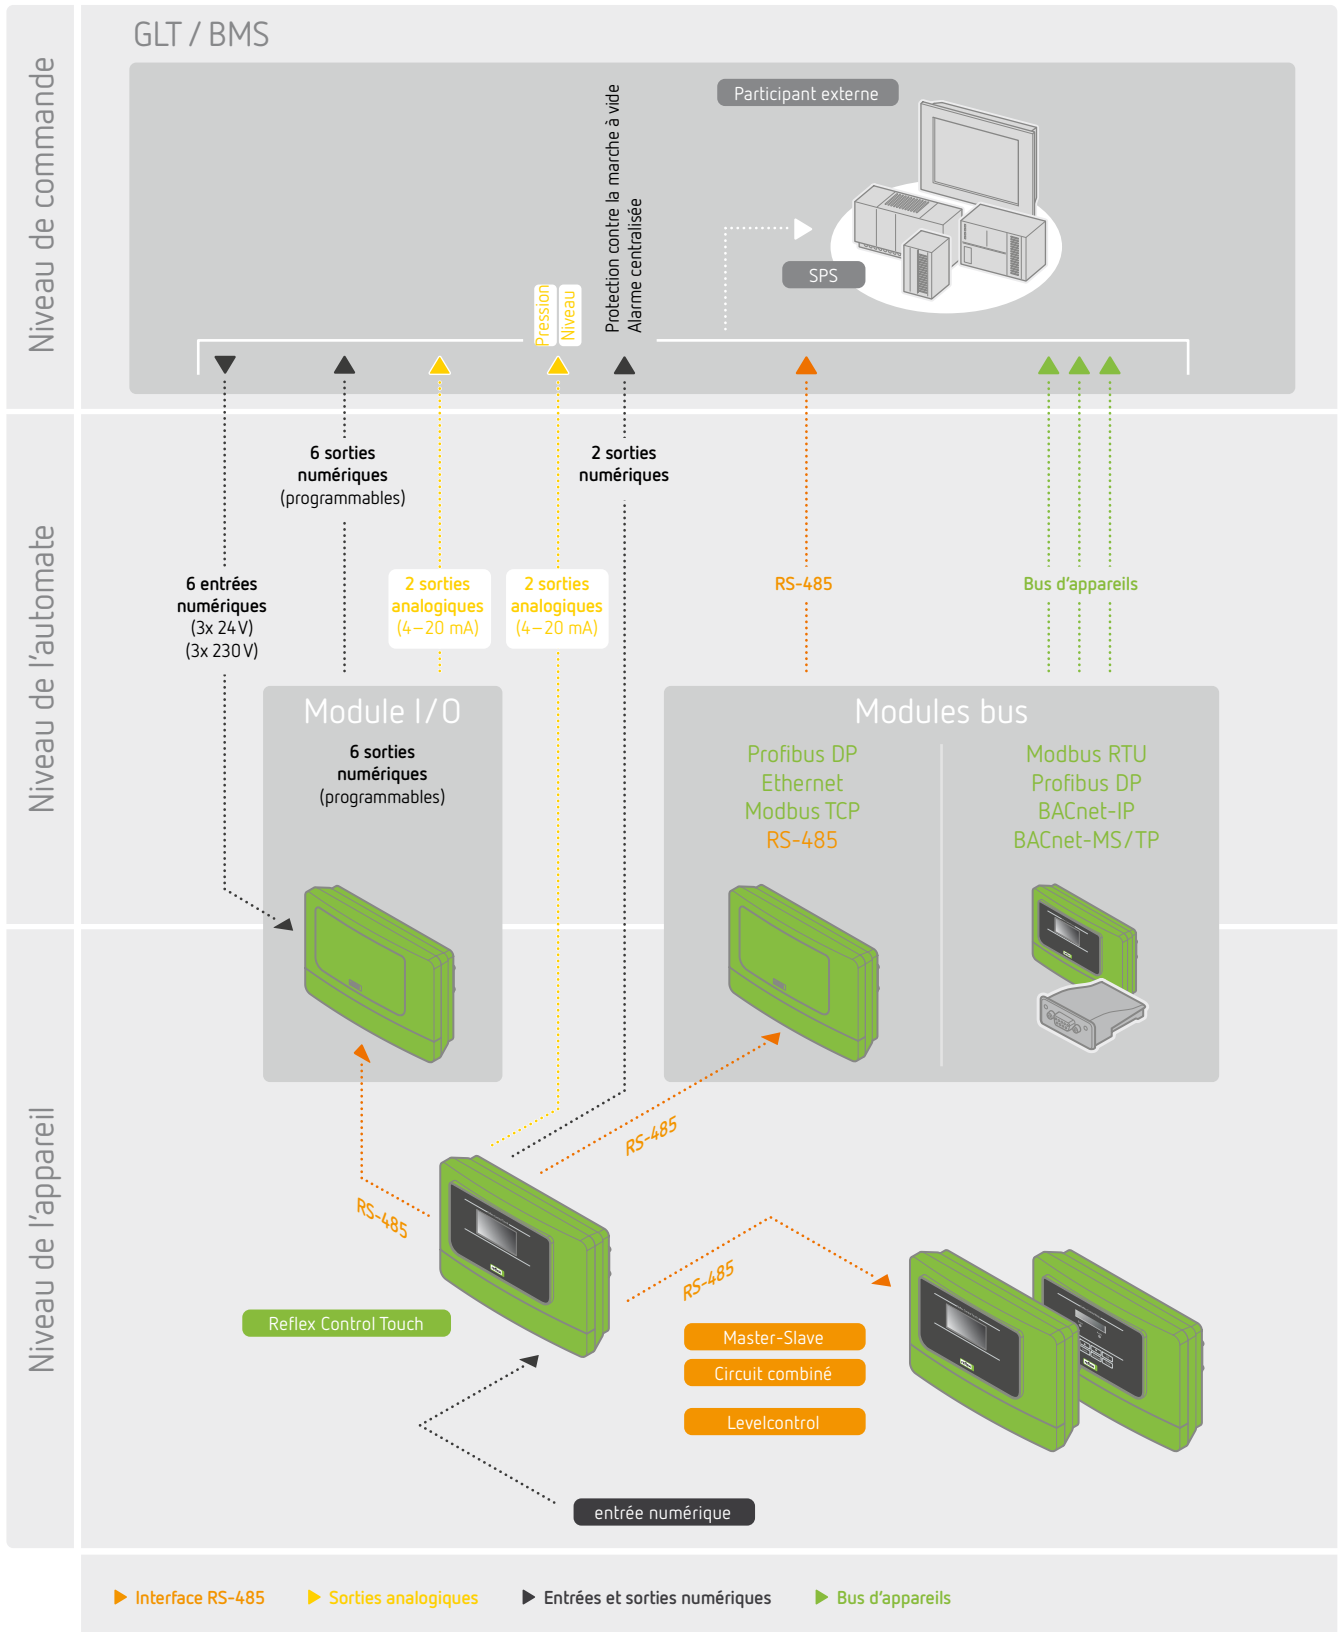 GLT / BMS
Niveau de commande
Participant externe
SPS
Protection contre la marche à vide
Alarme centralisée
Pression
Niveau
Niveau de l'automate
6 sorties
numériques
(programmables)
2 sorties
numériques
6 entrées
numériques
(3x 24 V)
(3x 230 V)
2 sorties
analogiques
(4–20 mA)
2 sorties
analogiques
(4–20 mA)
RS-485
Bus d'appareils
Module I/O
6 sorties
numériques
(programmables)
Modules bus
Profibus DP
Ethernet
Modbus TCP
RS-485
Modbus RTU
Profibus DP
BACnet-IP
BACnet-MS/TP
Niveau de l'appareil
RS-485
RS-485
RS-485
Reflex Control Touch
Master-Slave
Circuit combiné
Levelcontrol
entrée numérique
Interface RS-485
Sorties analogiques
Entrées et sorties numériques
Bus d'appareils